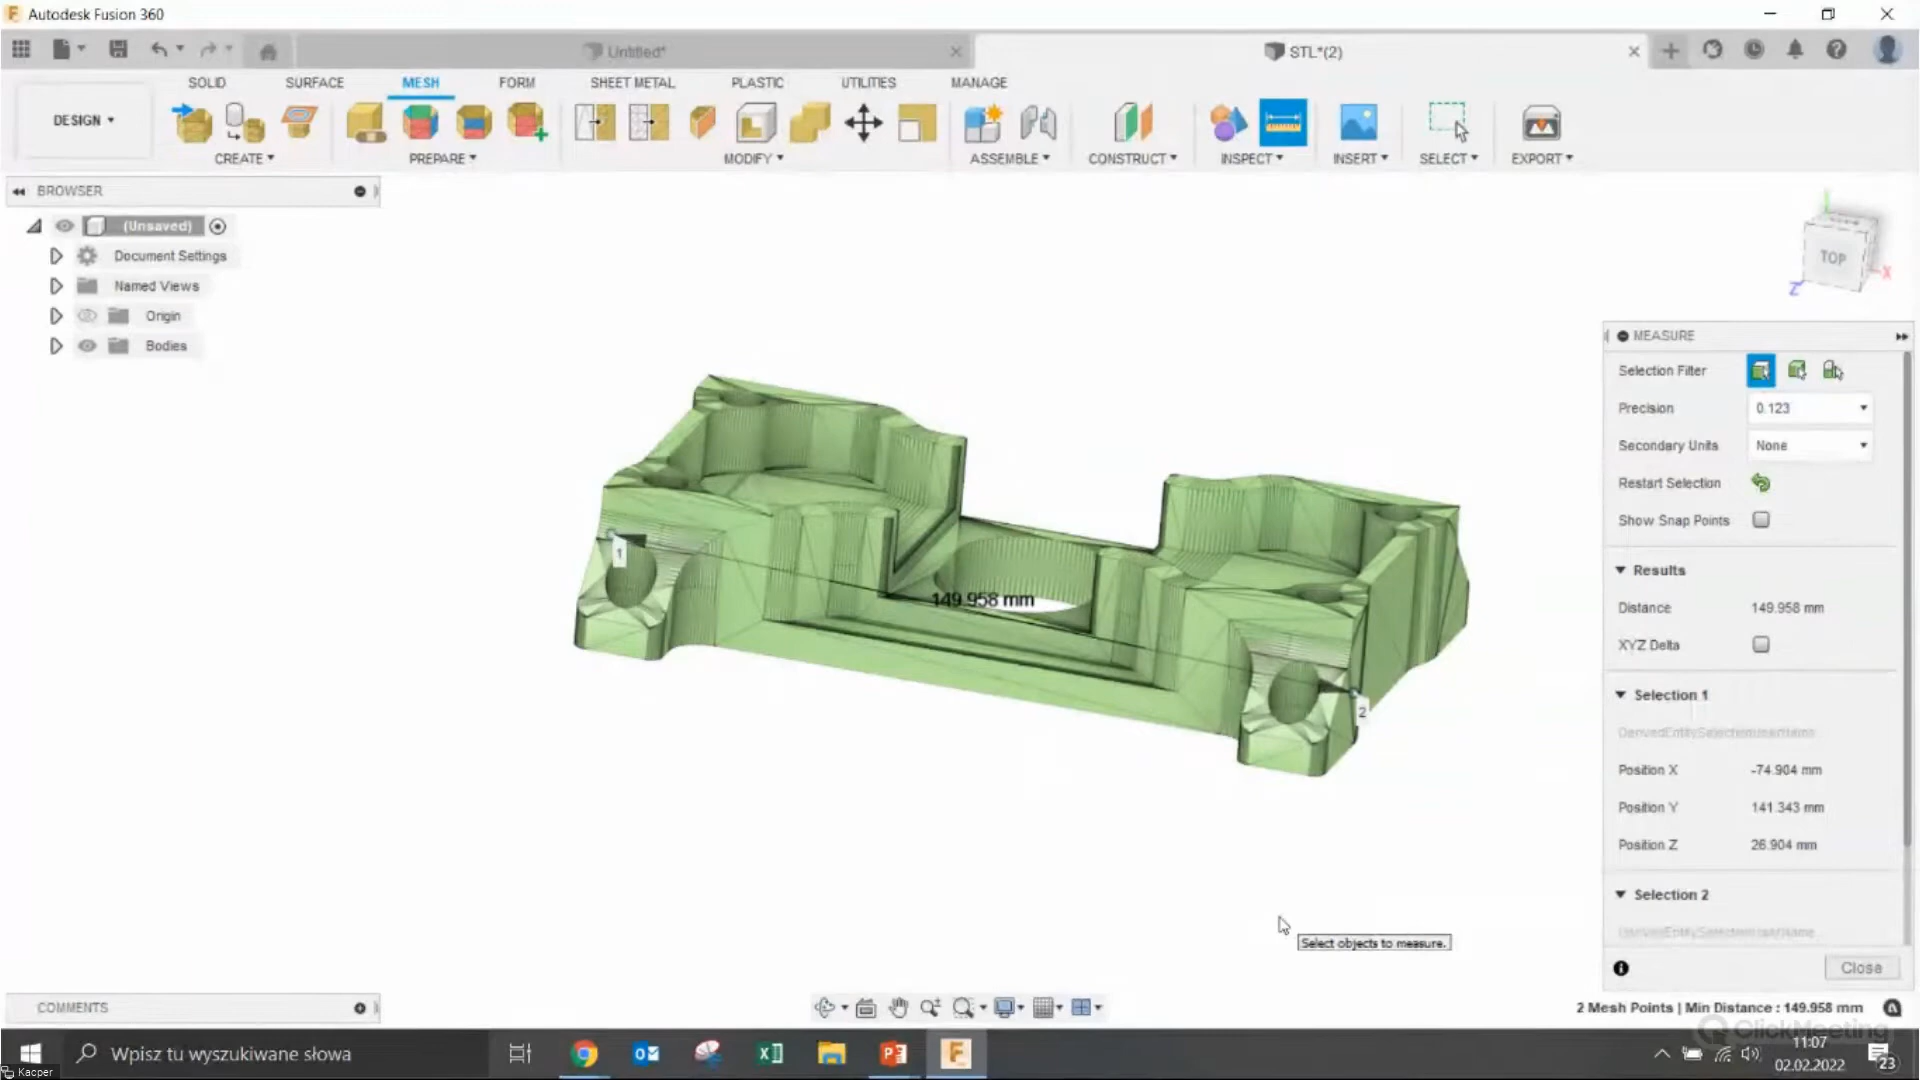 Autodesk Fusion 360
Untitled*
STL*(2)
SOLID
SURFACE
MESH
FORM
SHEET METAL
PLASTIC
UTILITIES
MANAGE
DESIGN
CREATE
PREPARE
MODIFY
ASSEMBLE
CONSTRUCT
INSPECT
INSERT
SELECT
EXPORT
BROWSER
(Unsaved)
Document Settings
Named Views
Origin
Bodies
TOP
X
Z
MEASURE
Selection Filter
Precision
0.123
Secondary Units
None
Restart Selection
Show Snap Points
Results
Distance
149.958 mm
XYZ Delta
Selection 1
Position X
-74.904 mm
Position Y
141.343 mm
Position Z
26.904 mm
Selection 2
Close
1
149.958 mm
2
Select objects to measure.
COMMENTS
2 Mesh Points | Min Distance : 149.958 mm
ClickMeeting
Wpisz tu wyszukiwane słowa
11:07
02.02.2022
23
Kacper